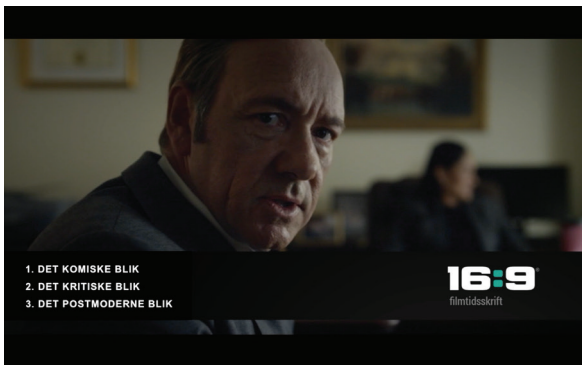 1. DET KOMISKE BLIK
2. DET KRITISKE BLIK
3. DET POSTMODERNE BLIK
16:9
filmtidsskrift